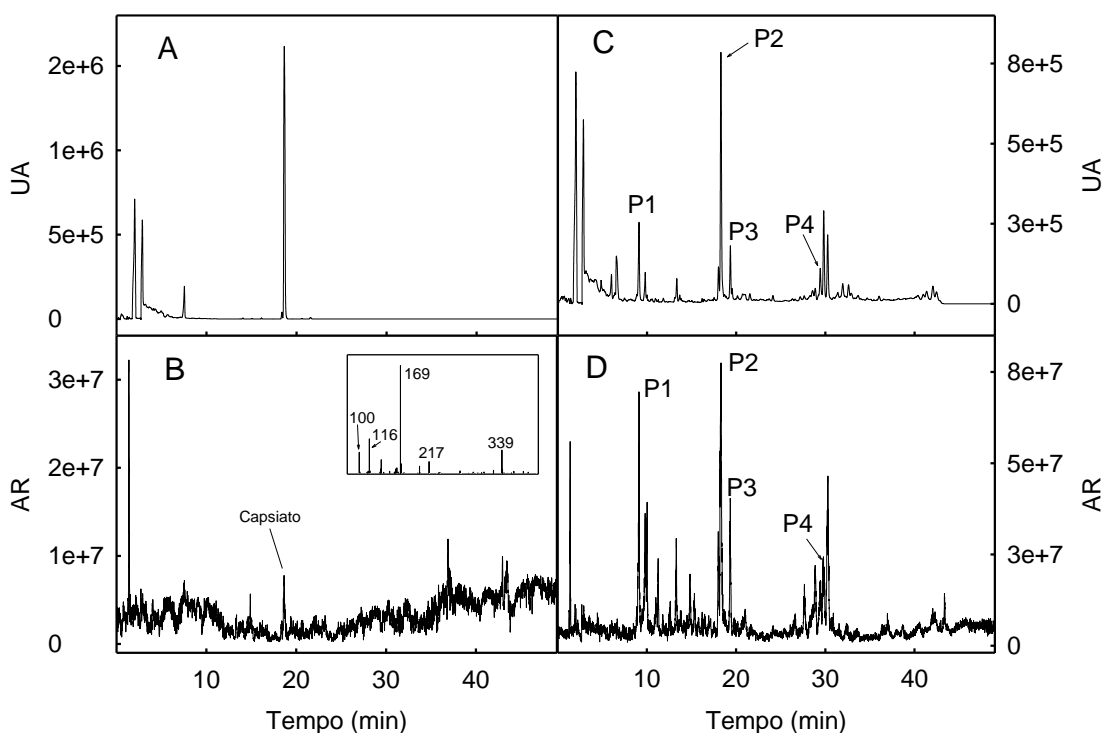 A
C
P2
P1
P3
P4
2e+6
1e+6
5e+5
0
UA
8e+5
5e+5
3e+5
0
UA
B
D
169
100
116
217
339
Capsiato
P1
P2
P3
P4
3e+7
2e+7
1e+7
0
AR
8e+7
5e+7
3e+7
0
AR
10 20 30 40
10 20 30 40
Tempo (min)
Tempo (min)